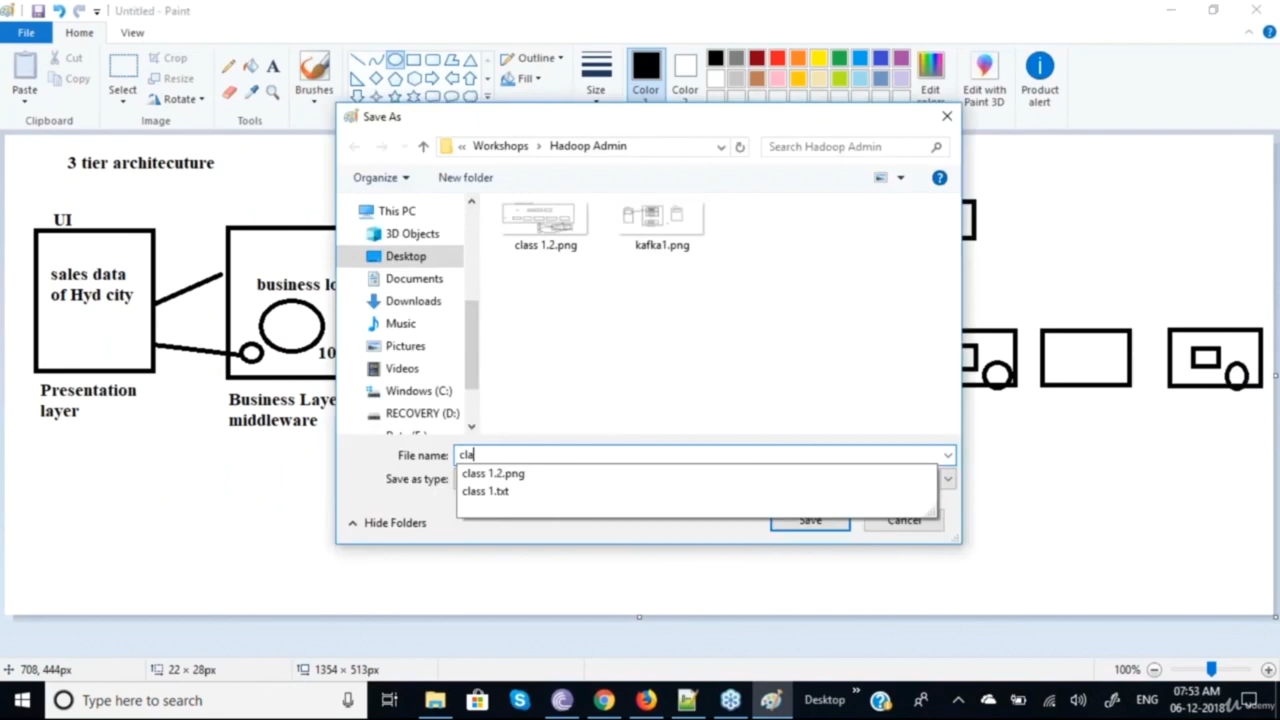 Untitled - Paint
File
Home
View
Paste
Cut
Copy
Clipboard
Select
Crop
Resize
Rotate
Image
Tools
Brushes
Outline
Fill
Size
Color
1
Color
2
Edit
colors
Edit with
Paint 3D
Product
alert
3 tier architecuture
UI
sales data
of Hyd city
Presentation
layer
business lo
10
Business Laye
middleware
Save As
Workshops
Hadoop Admin
Search Hadoop Admin
Organize
New folder
This PC
3D Objects
Desktop
Documents
Downloads
Music
Pictures
Videos
Windows (C:)
RECOVERY (D:)
class 1.2.png
kafka1.png
File name:
cla
Save as type:
class 1.2.png
class 1.txt
Hide Folders
Save
Cancel
708, 444px
22 × 28px
1354 × 513px
100%
Type here to search
Desktop
ENG
07:53 AM
06-12-2018
Udemy